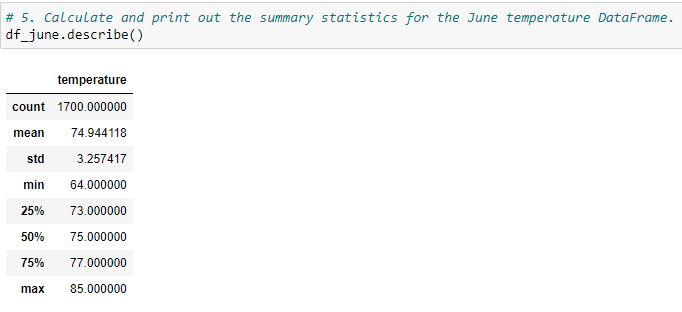 # 5. Calculate and print out the summary statistics for the June temperature DataFrame.
df_june.describe()
temperature
count 1700.000000
mean 74.944118
std 3.257417
min 64.000000
25% 73.000000
50% 75.000000
75% 77.000000
max 85.000000